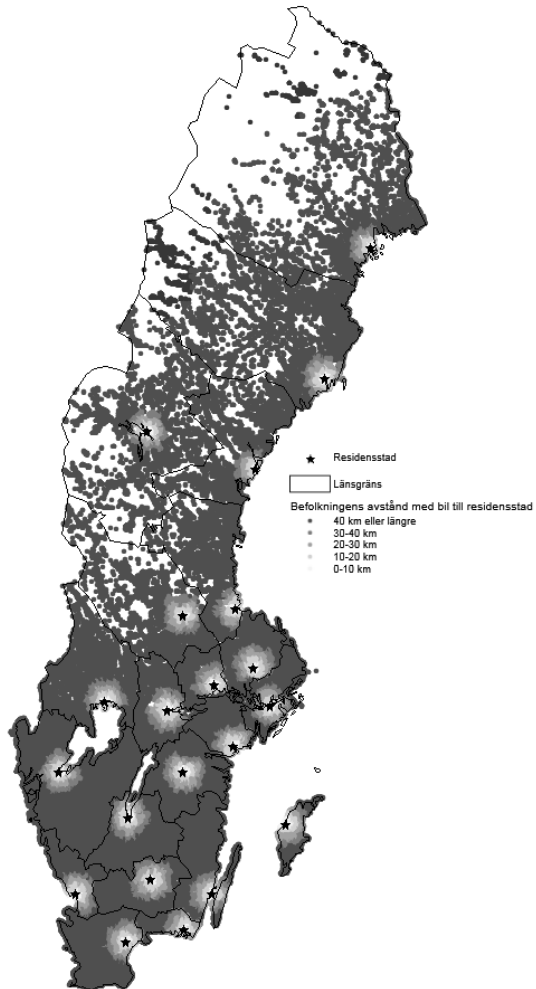 Residensstad
Länsgräns
Befolkningens avstånd med bil till residensstad
40 km eller längre
30-40 km
20-30 km
10-20 km
0-10 km